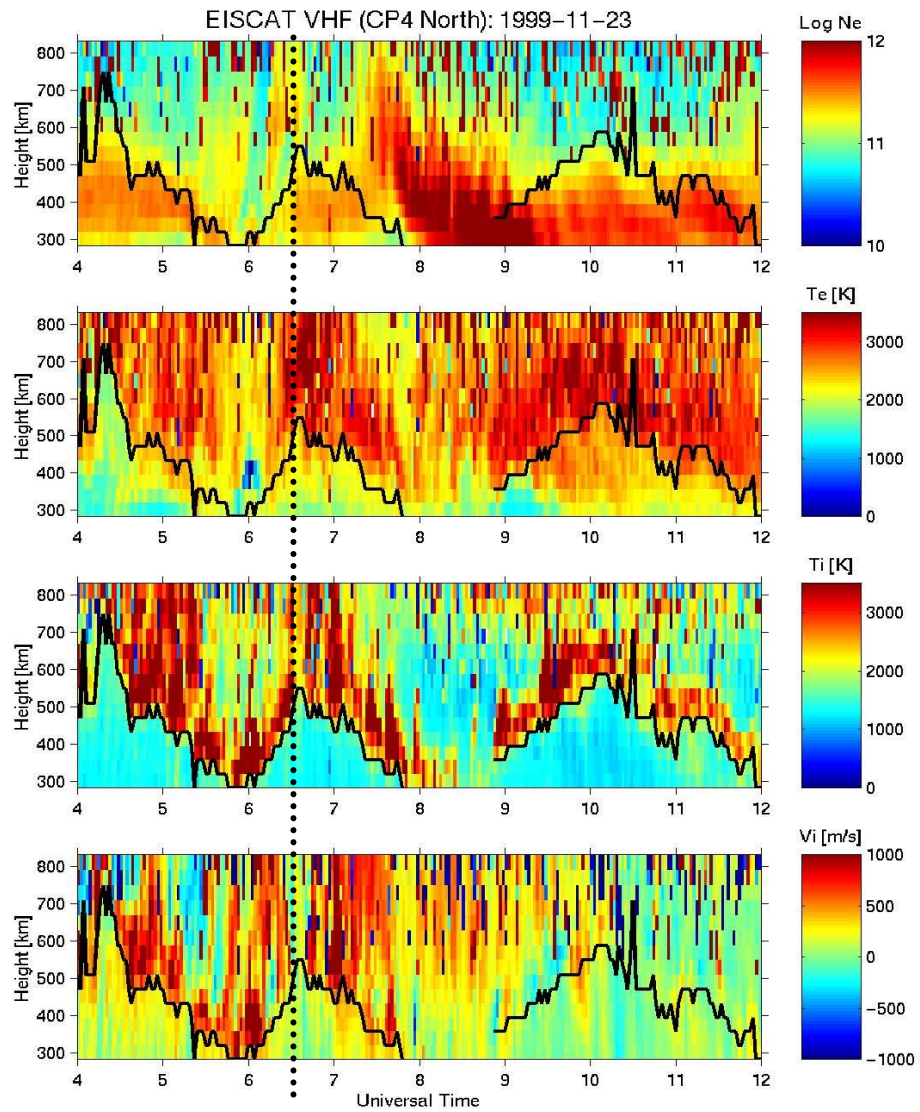 EISCAT VHF (CP4 North): 1999-11-23
Log Ne
Height [km]
800
700
600
500
400
300
4 5 6 7 8 9 10 11 12
12
11
10
Te [K]
Height [km]
800
700
600
500
400
300
4 5 6 7 8 9 10 11 12
3000
2000
1000
0
Ti [K]
Height [km]
800
700
600
500
400
300
4 5 6 7 8 9 10 11 12
3000
2000
1000
0
Vi [m/s]
Height [km]
800
700
600
500
400
300
4 5 6 7 8 9 10 11 12
Universal Time
1000
500
0
-500
-1000